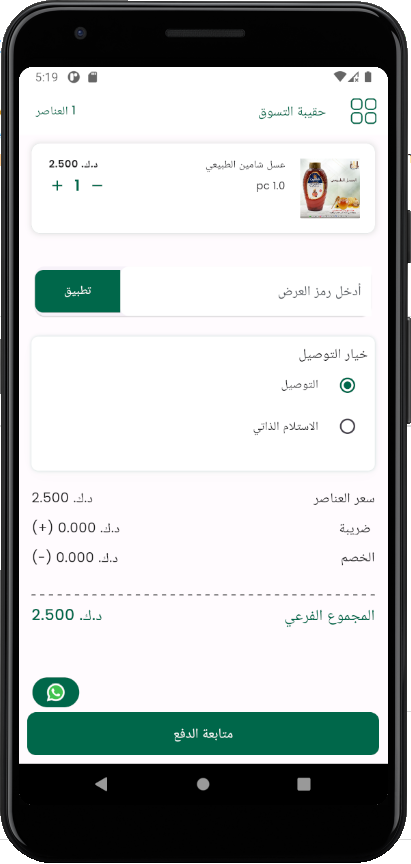 5:19
حقيبة التسوق
1 العناصر
عسل شامين الطبيعي
د.ك. 2.500
1.0 pc
+ 1 −
أدخل رمز العرض
تطبيق
خيار التوصيل
التوصيل
الاستلام الذاتي
سعر العناصر
د.ك. 2.500
ضريبة
(+) د.ك. 0.000
الخصم
(-) د.ك. 0.000
المجموع الفرعي
د.ك. 2.500
متابعة الدفع